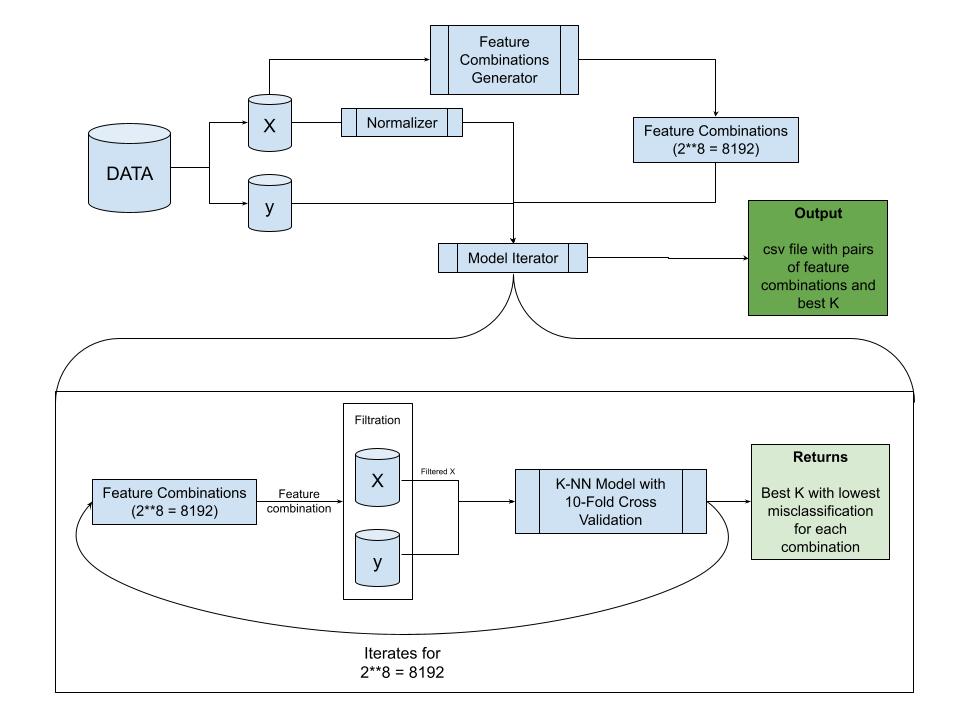 Feature
Combinations
Generator
X
Normalizer
Feature Combinations
(2**8 = 8192)
DATA
y
Output
Model Iterator
csv file with pairs
of feature
combinations and
best K
Filtration
X
Filtered X
Returns
Feature Combinations
(2**8 = 8192)
Feature
combination
K-NN Model with
10-Fold Cross
Validation
Best K with lowest
misclassification
for each
combination
y
Iterates for
2**8 = 8192